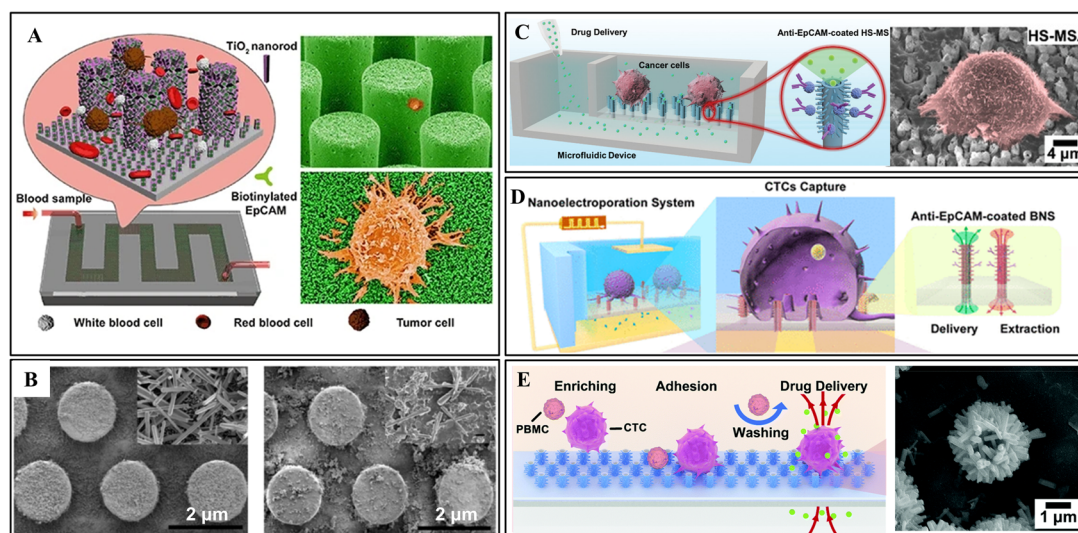 A
TiO2 nanorod
Blood sample
Biotinylated
EpCAM
White blood cell
Red blood cell
Tumor cell
B
2 μm
2 μm
C
Drug Delivery
Anti-EpCAM-coated HS-MS
Cancer cells
Microfluidic Device
HS-MSA
4 μm
D
Nanoelectroporation System
CTCs Capture
Anti-EpCAM-coated BNS
Delivery
Extraction
E
Enriching
Adhesion
Drug Delivery
PBMC
CTC
Washing
1 μm